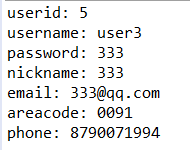 userid: 5
username: user3
password: 333
nickname: 333
email: 333@qq.com
areacode: 0091
phone: 8790071994